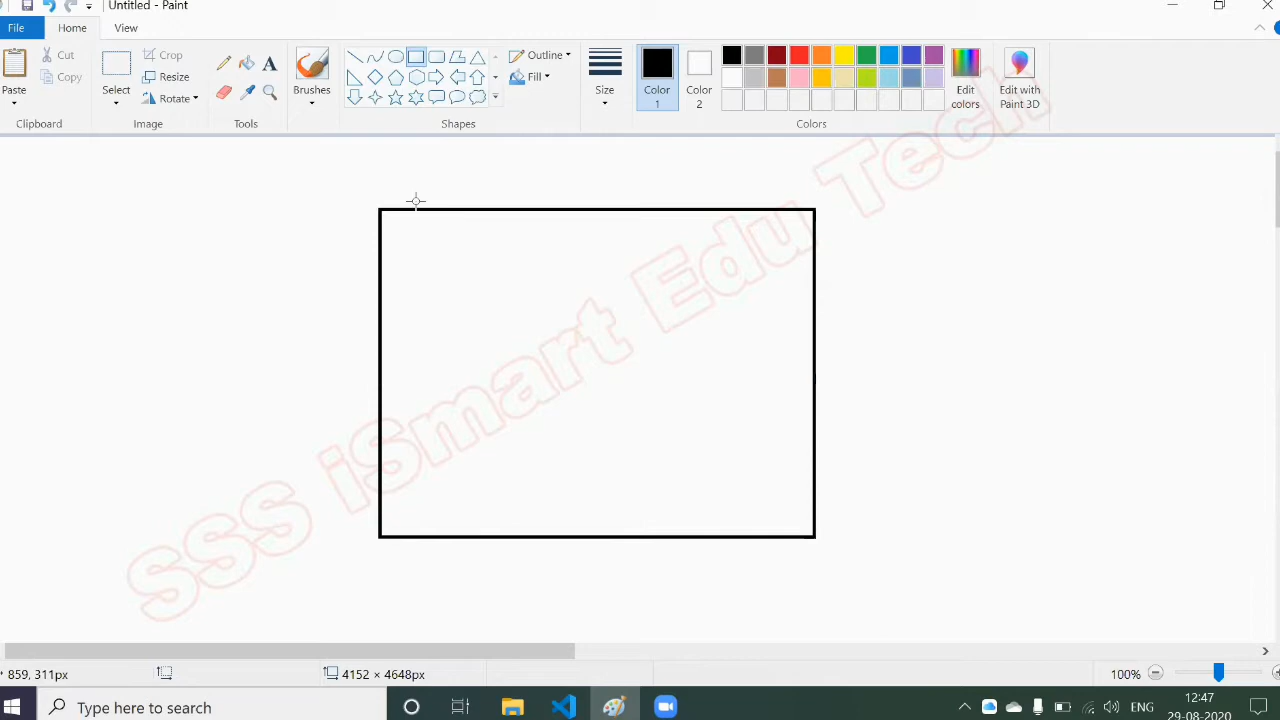 Untitled - Paint
File Home View
Paste
Cut
Copy
Clipboard
Select
Crop
Resize
Rotate
Image
A
Tools
Brushes
Outline
Fill
Shapes
Size
Color 1
Color 2
Edit colors
Colors
Edit with Paint 3D
SSS iSmart Edu Tech
859, 311px
4152 × 4648px
100%
Type here to search
ENG
12:47
29-08-2020